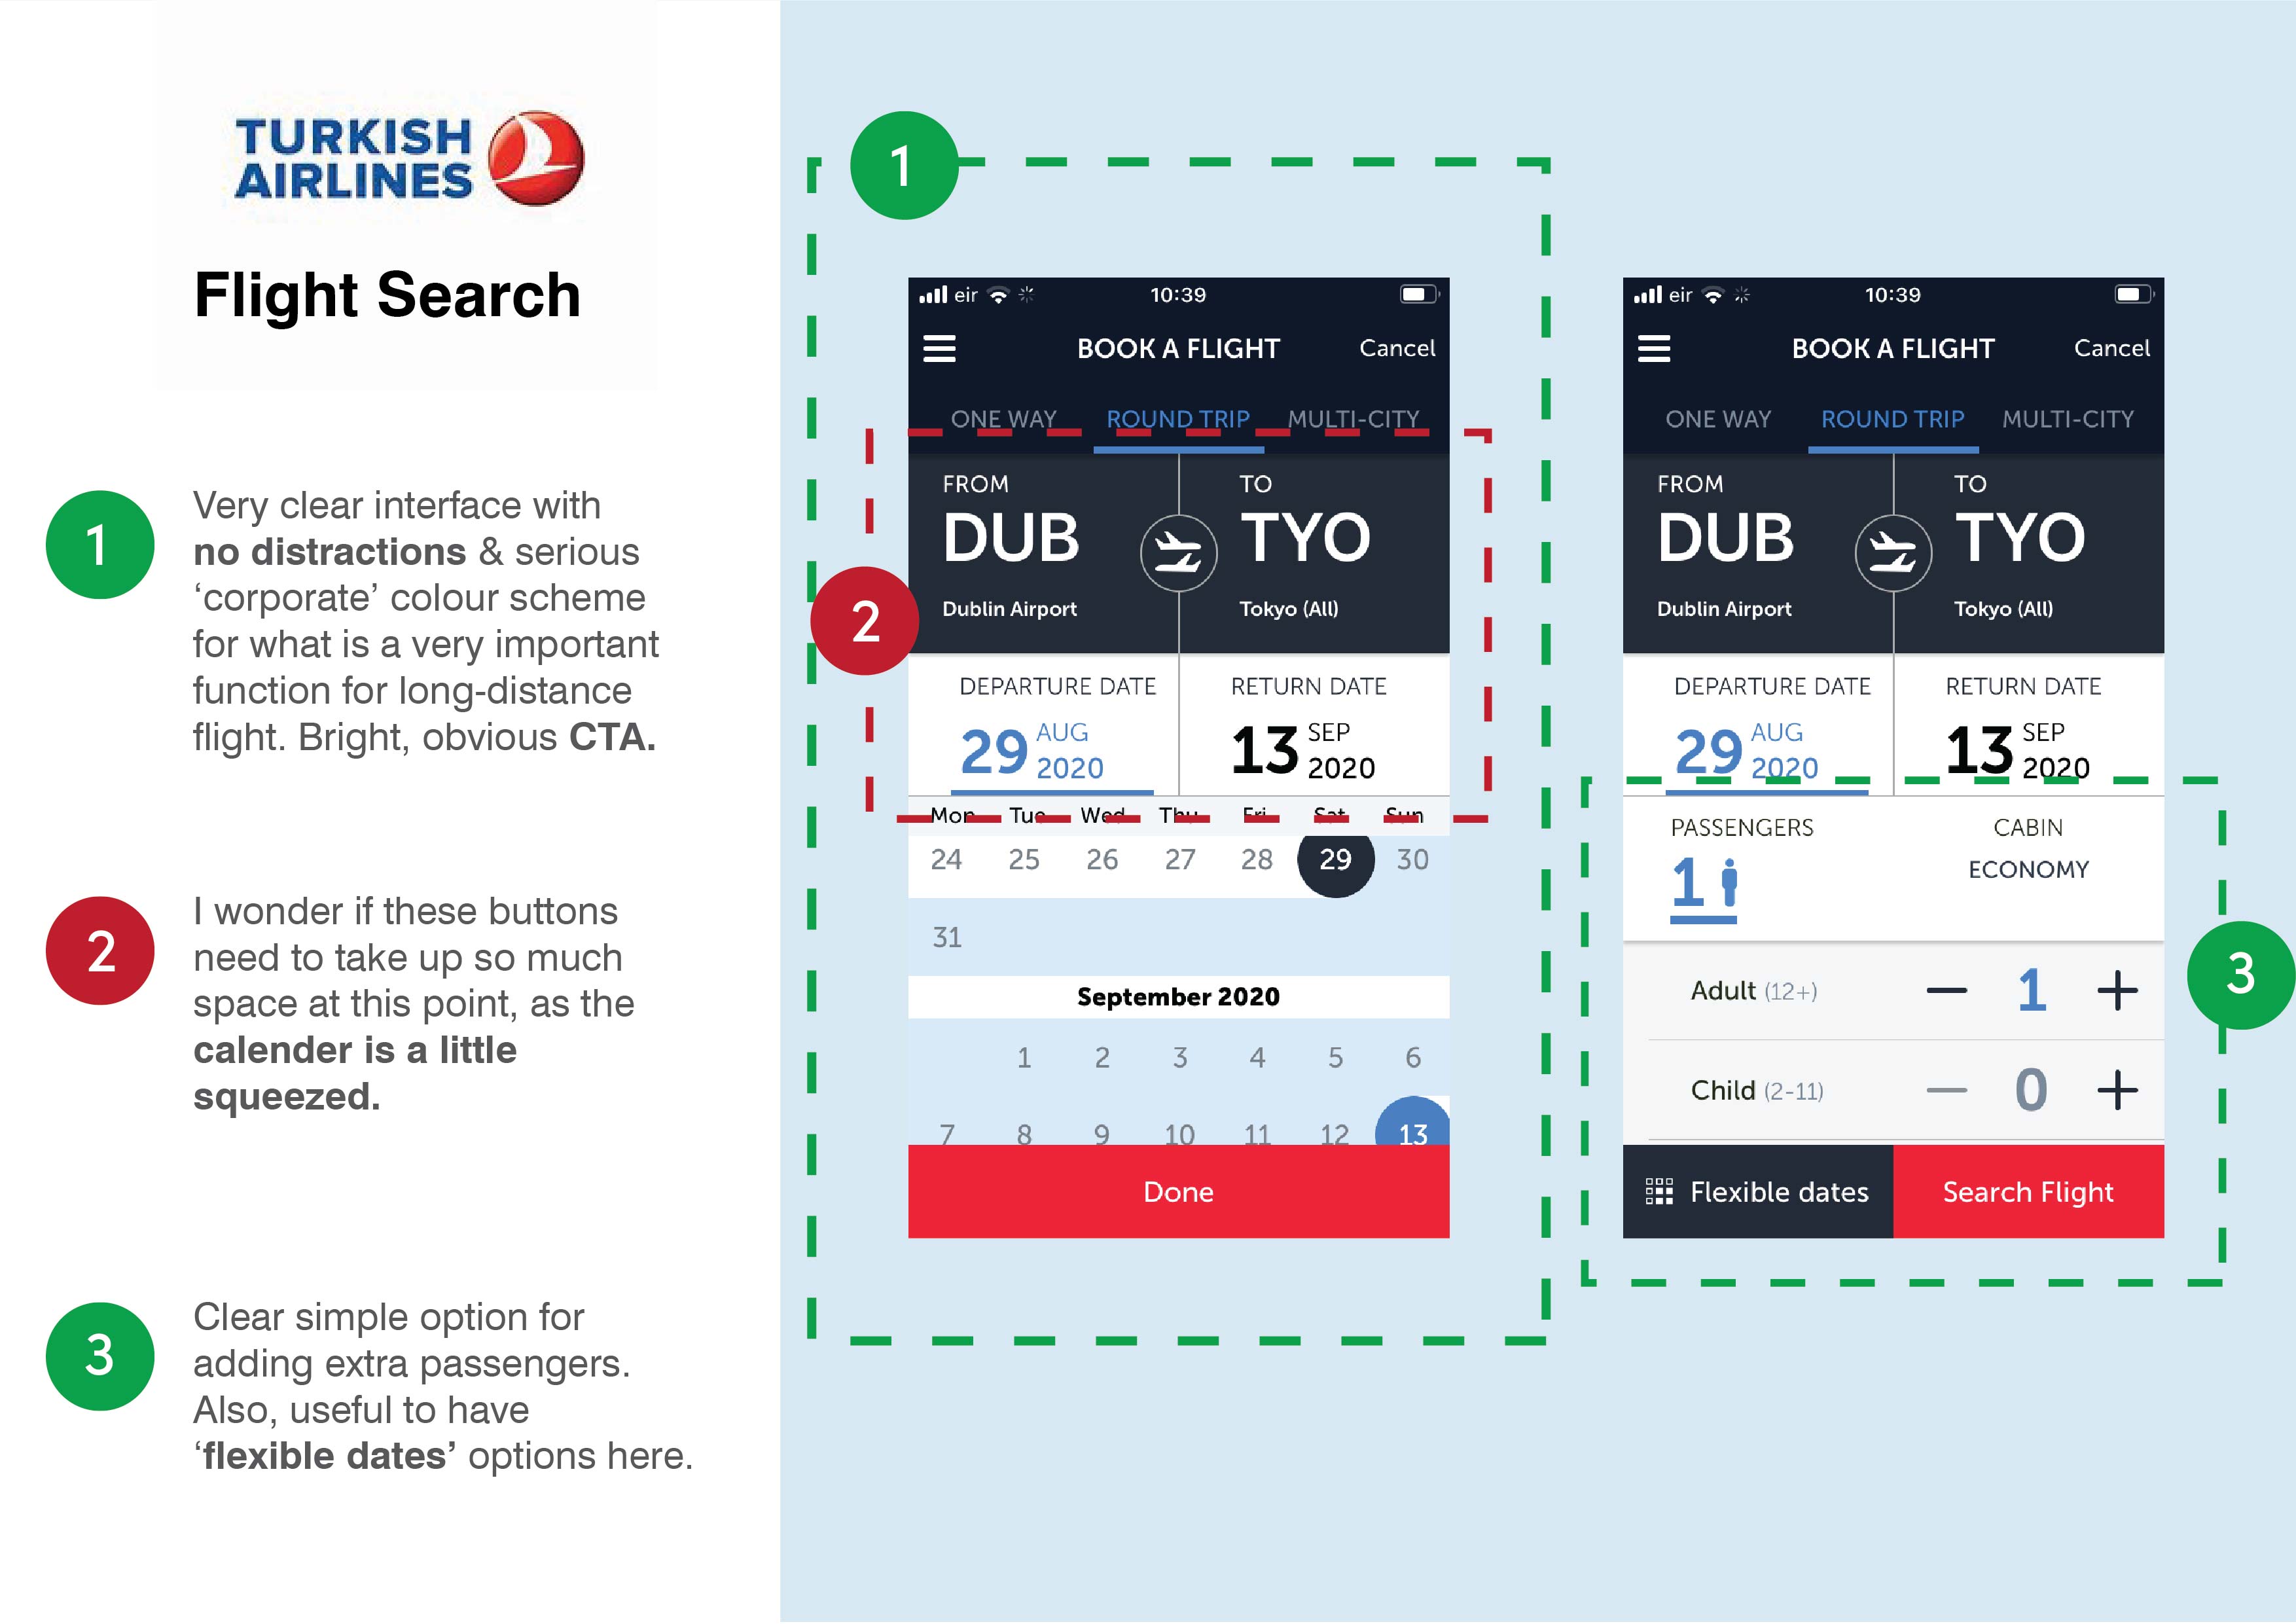 TURKISH
AIRLINES
Flight Search
1
Very clear interface with
no distractions & serious
‘corporate’ colour scheme
for what is a very important
function for long-distance
flight. Bright, obvious CTA.
2
I wonder if these buttons
need to take up so much
space at this point, as the
calender is a little
squeezed.
3
Clear simple option for
adding extra passengers.
Also, useful to have
‘flexible dates’ options here.
1
2
eir 10:39
BOOK A FLIGHT Cancel
ONE WAY ROUND TRIP MULTI-CITY
FROM TO
DUB TYO
Dublin Airport Tokyo (All)
DEPARTURE DATE RETURN DATE
29 AUG 2020 13 SEP 2020
Mon Tue Wed Thu Fri Sat Sun
24 25 26 27 28 29 30
31
September 2020
1 2 3 4 5 6
7 8 9 10 11 12 13
Done
eir 10:39
BOOK A FLIGHT Cancel
ONE WAY ROUND TRIP MULTI-CITY
FROM TO
DUB TYO
Dublin Airport Tokyo (All)
DEPARTURE DATE RETURN DATE
29 AUG 2020 13 SEP 2020
PASSENGERS CABIN
1 ECONOMY
Adult (12+) — 1 +
Child (2-11) — 0 +
Flexible dates Search Flight
3